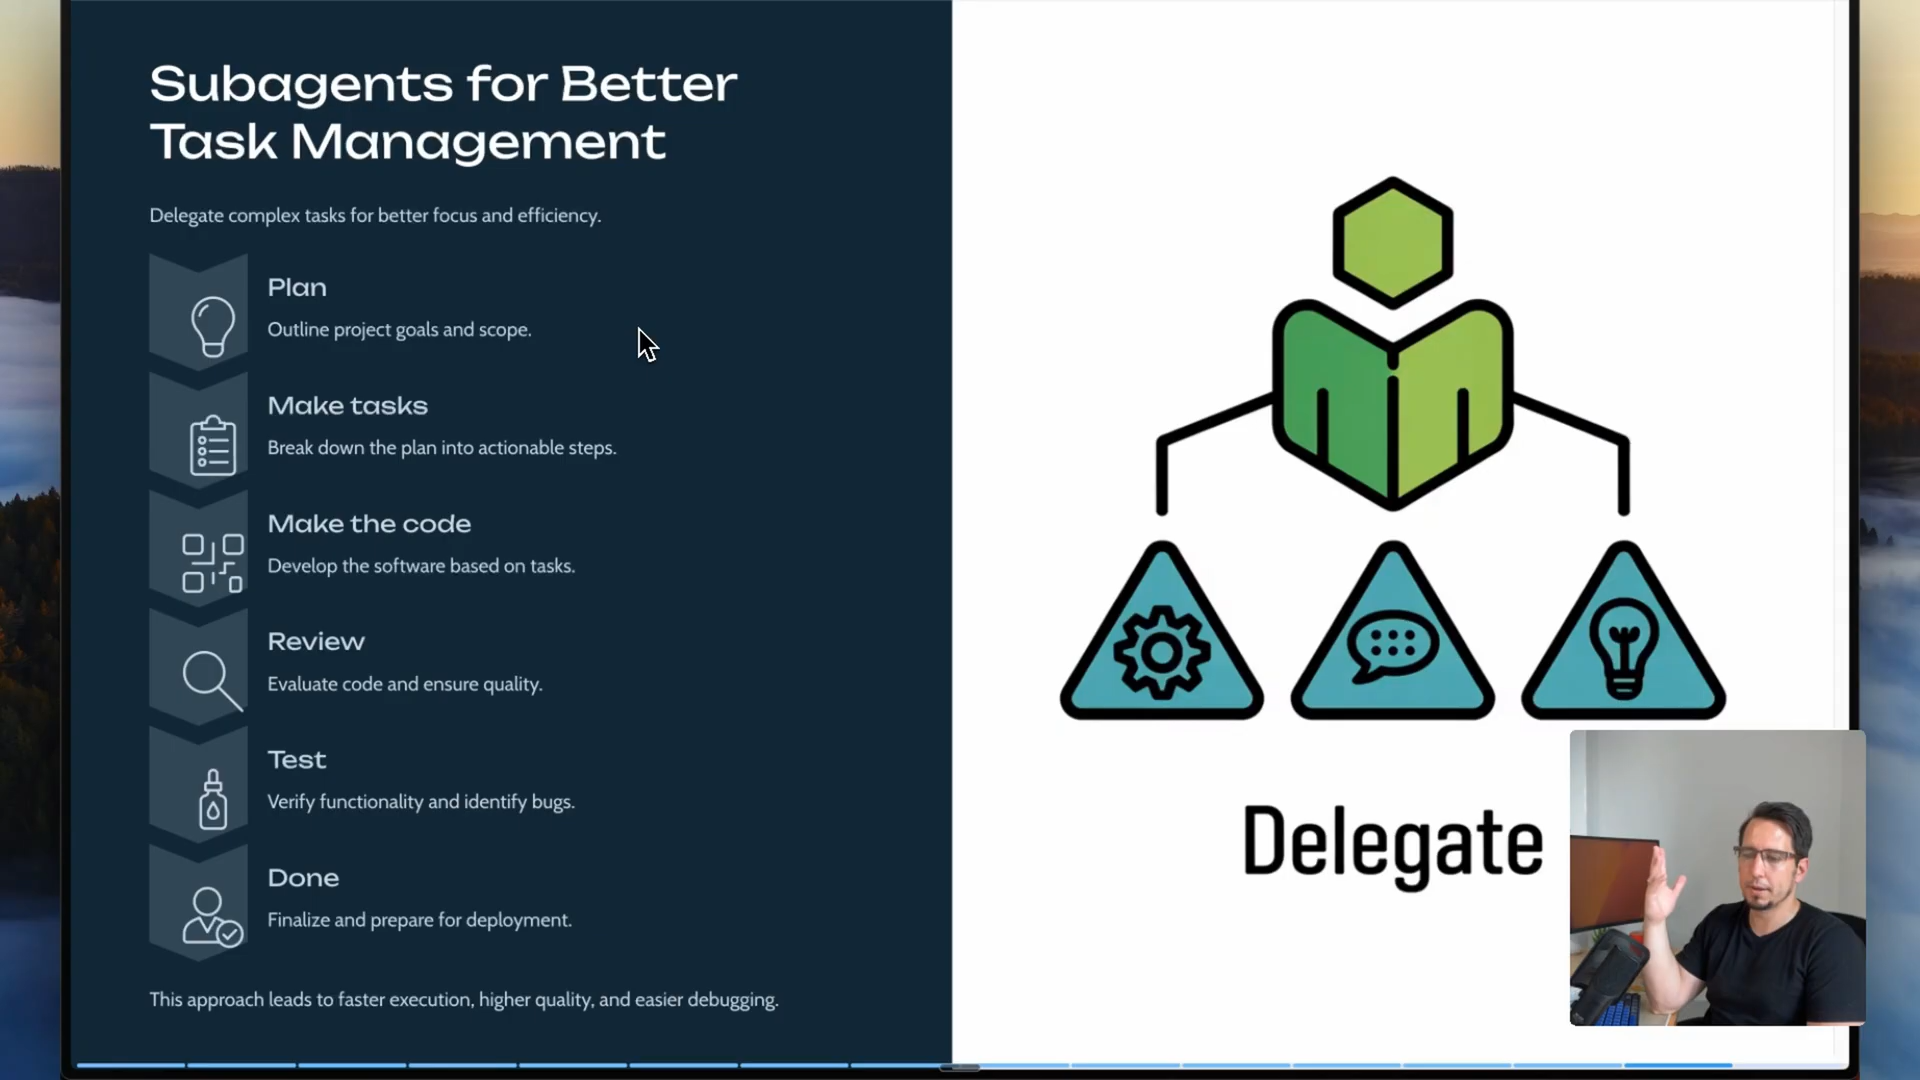 Subagents for Better
Task Management
Delegate complex tasks for better focus and efficiency.
Plan
Outline project goals and scope.
Make tasks
Break down the plan into actionable steps.
Make the code
Develop the software based on tasks.
Review
Evaluate code and ensure quality.
Test
Verify functionality and identify bugs.
Done
Finalize and prepare for deployment.
This approach leads to faster execution, higher quality, and easier debugging.
Delegate